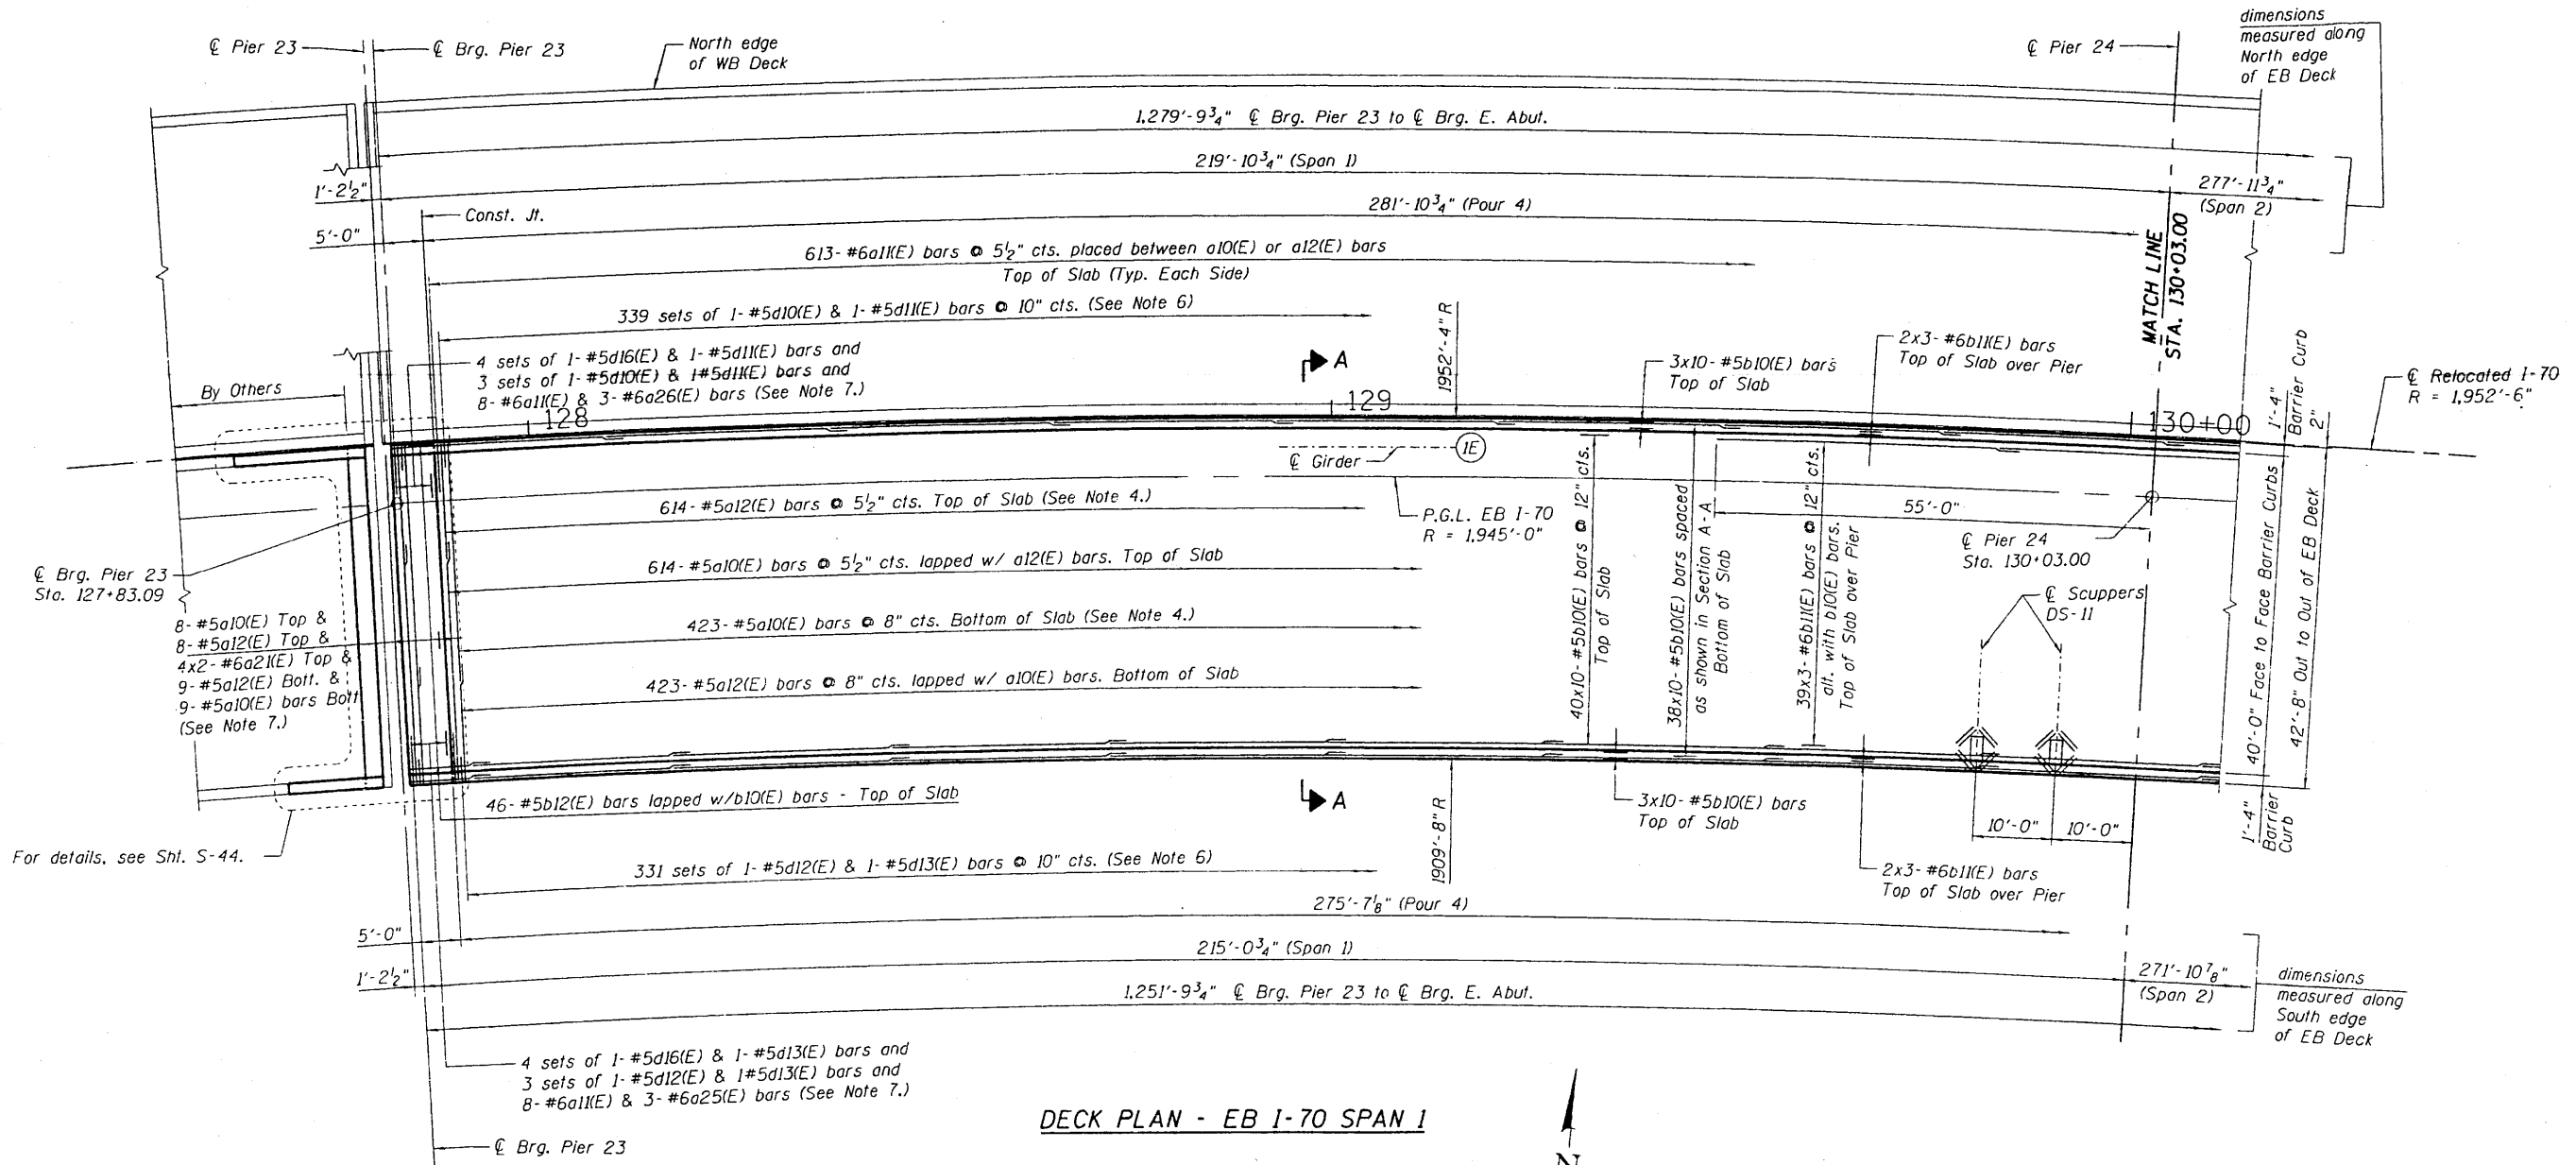 ℄ Pier 23
℄ Brg. Pier 23
North edge
of WB Deck
℄ Pier 24
dimensions
measured along
North edge
of EB Deck
1,279'-9¾" ℄ Brg. Pier 23 to ℄ Brg. E. Abut.
219'-10¾" (Span 1)
1'-2½"
277'-11¾"
(Span 2)
Const. Jt.
281'-10¾" (Pour 4)
5'-0"
MATCH LINE
STA. 130+03.00
613-#6a11(E) bars @ 5½" cts. placed between a10(E) or a12(E) bars
Top of Slab (Typ. Each Side)
339 sets of 1-#5d10(E) & 1-#5d11(E) bars @ 10" cts. (See Note 6)
4 sets of 1-#5d16(E) & 1-#5d11(E) bars and
3 sets of 1-#5d10(E) & 1#5d11(E) bars and
8-#6a11(E) & 3-#6a26(E) bars (See Note 7.)
By Others
A
1952'-4" R
3x10-#5b10(E) bars
Top of Slab
2x3-#6b11(E) bars
Top of Slab over Pier
1'-4"
Barrier Curb
2"
℄ Relocated I-70
R = 1,952'-6"
128
129
130+00
℄ Girder
1E
614-#5a12(E) bars @ 5½" cts. Top of Slab (See Note 4.)
P.G.L. EB I-70
R = 1,945'-0"
55'-0"
℄ Pier 24
Sta. 130+03.00
614-#5a10(E) bars @ 5½" cts. lapped w/ a12(E) bars. Top of Slab
℄ Brg. Pier 23
Sta. 127+83.09
40x10-#5b10(E) bars @ 12" cts.
Top of Slab
38x10-#5b10(E) bars spaced
as shown in Section A-A
Bottom of Slab
39x3-#6b11(E) bars @ 12" cts.
alt. with b10(E) bars.
Top of Slab over Pier
℄ Scuppers
DS-11
40'-0" Face to Face Barrier Curbs
42'-8" Out to Out of EB Deck
8-#5a10(E) Top &
8-#5a12(E) Top &
4x2-#6a21(E) Top &
9-#5a12(E) Bott. &
9-#5a10(E) bars Bott
(See Note 7.)
423-#5a10(E) bars @ 8" cts. Bottom of Slab (See Note 4.)
423-#5a12(E) bars @ 8" cts. lapped w/ a10(E) bars. Bottom of Slab
46-#5b12(E) bars lapped w/b10(E) bars - Top of Slab
A
1909'-8" R
3x10-#5b10(E) bars
Top of Slab
10'-0"
10'-0"
1'-4"
Barrier
Curb
For details, see Sht. S-44.
331 sets of 1-#5d12(E) & 1-#5d13(E) bars @ 10" cts. (See Note 6)
2x3-#6b11(E) bars
Top of Slab over Pier
275'-7⅛" (Pour 4)
5'-0"
215'-0¾" (Span 1)
1'-2½"
271'-10⅞"
(Span 2)
dimensions
measured along
South edge
of EB Deck
1,251'-9¾" ℄ Brg. Pier 23 to ℄ Brg. E. Abut.
4 sets of 1-#5d16(E) & 1-#5d13(E) bars and
3 sets of 1-#5d12(E) & 1#5d13(E) bars and
8-#6a11(E) & 3-#6a25(E) bars (See Note 7.)
DECK PLAN - EB I-70 SPAN 1
℄ Brg. Pier 23
N